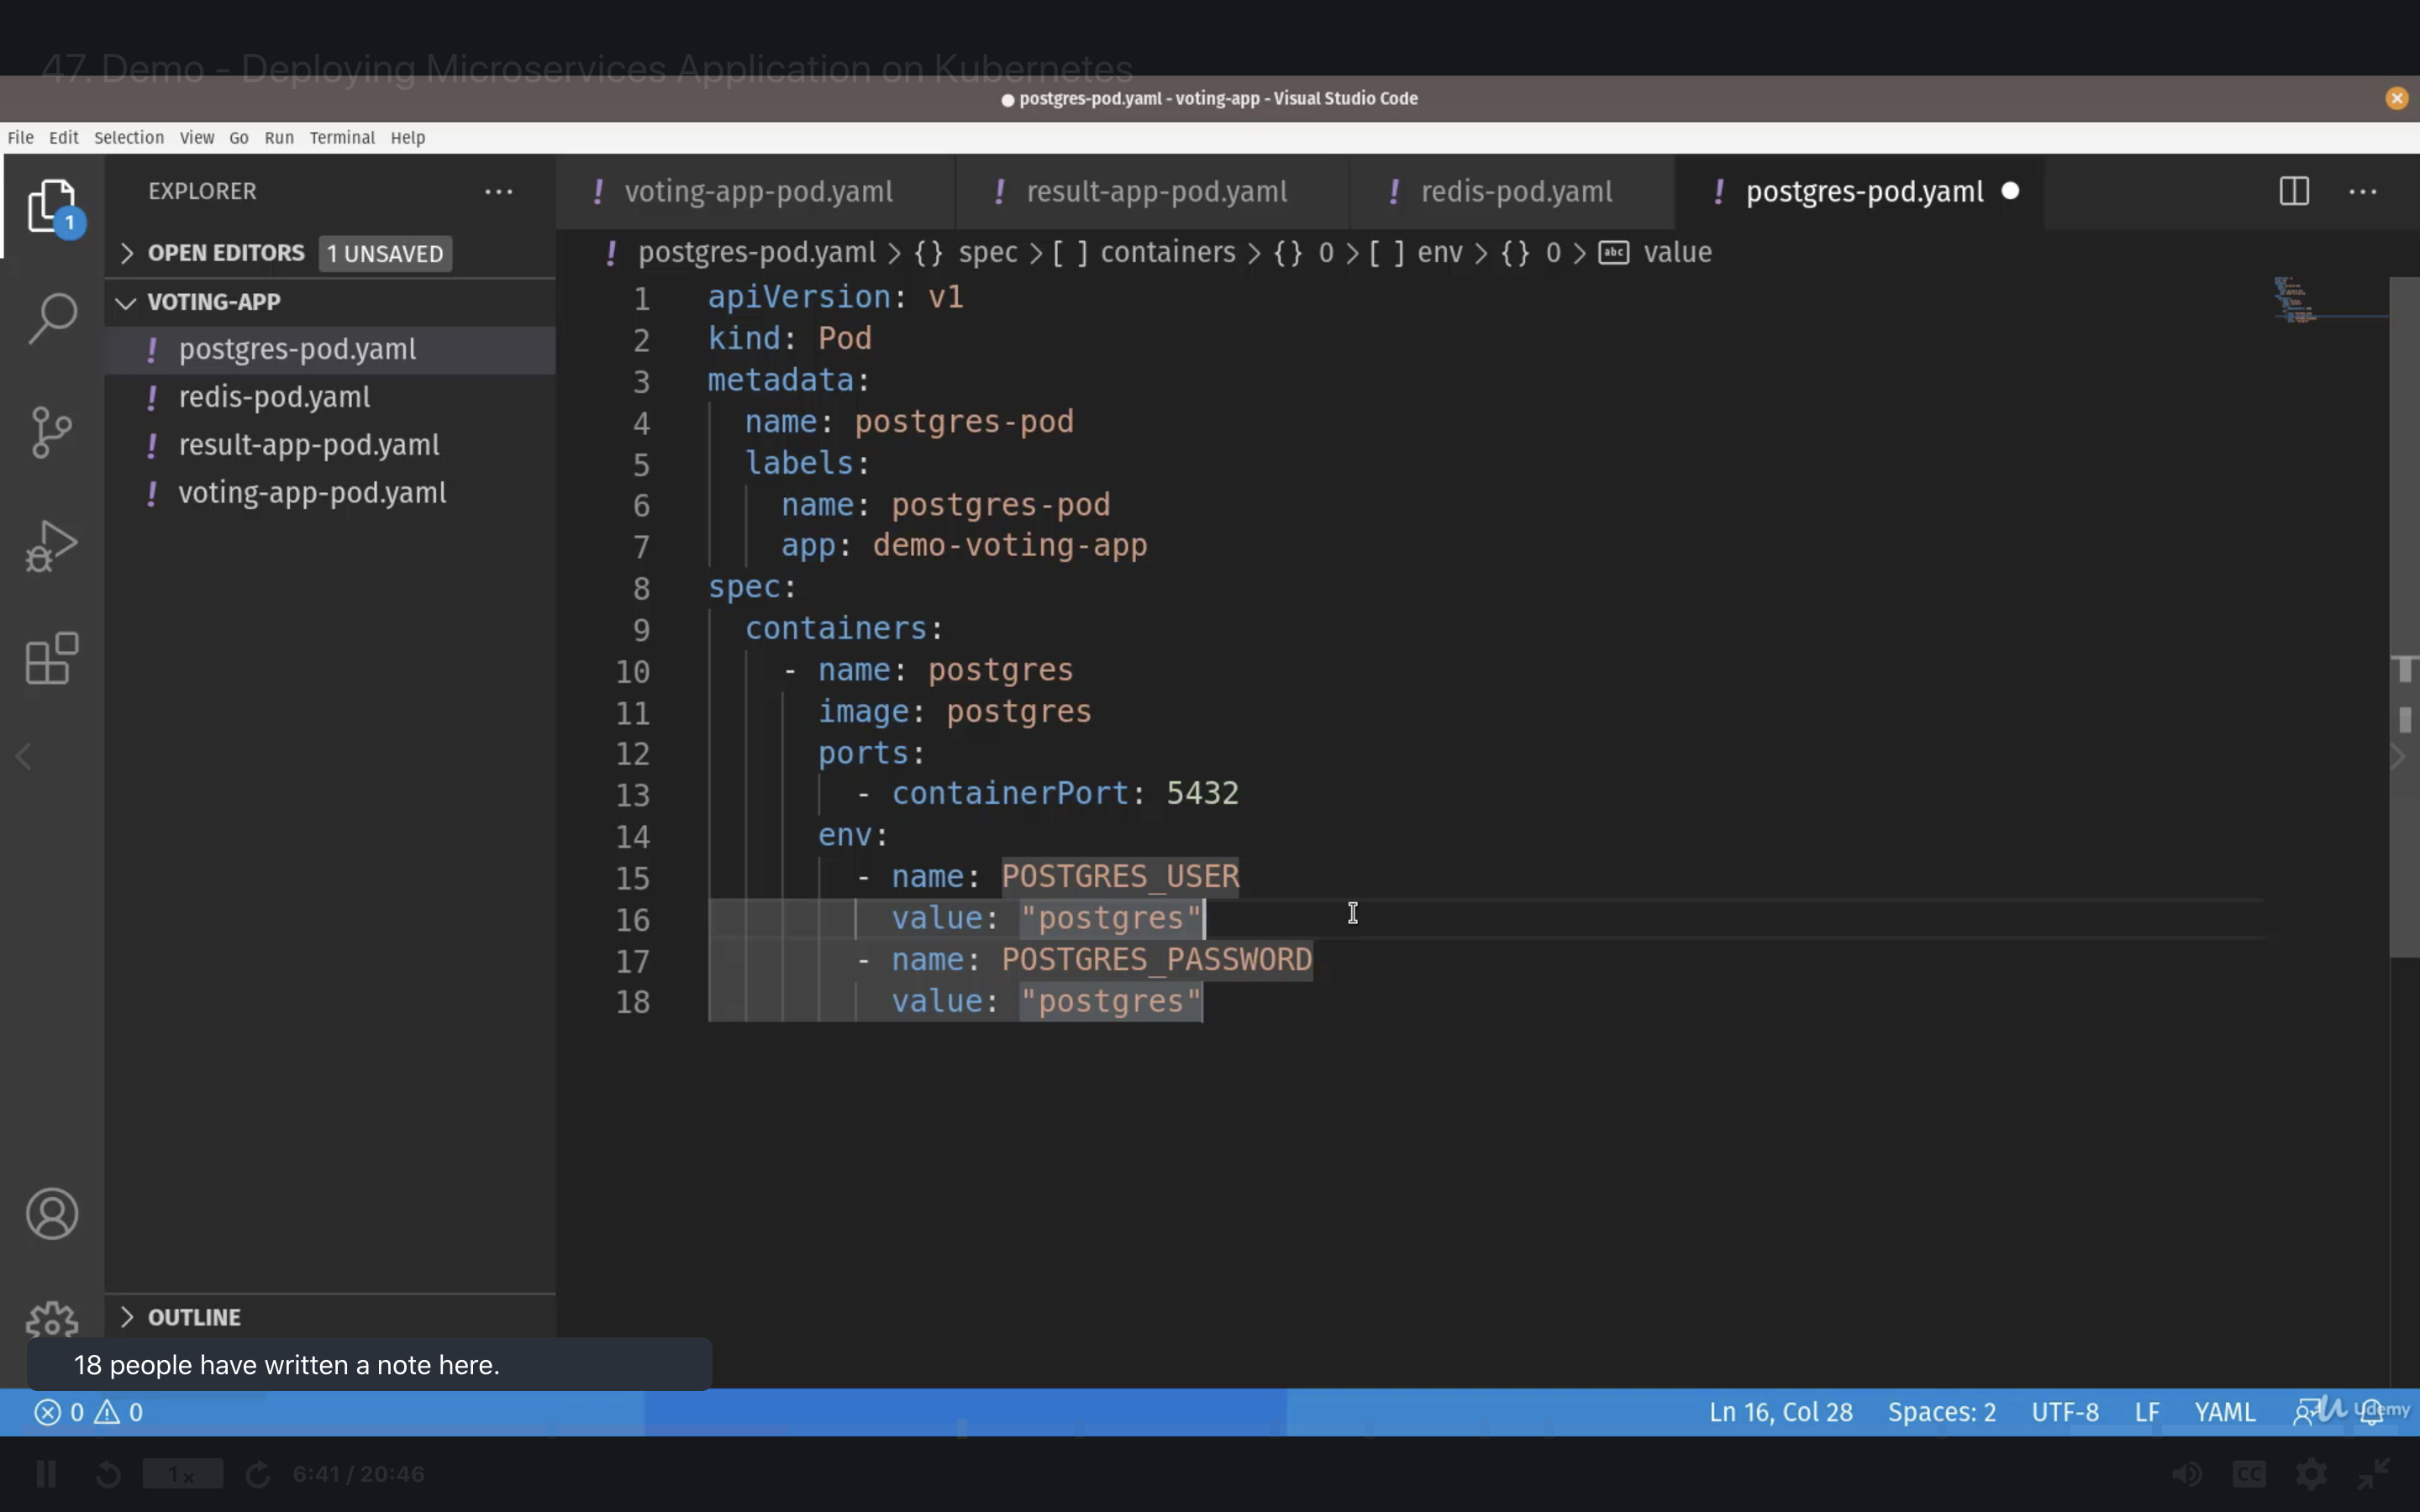 47. Demo - Deploying Microservices Application on Kubernetes
● postgres-pod.yaml - voting-app - Visual Studio Code
File Edit Selection View Go Run Terminal Help
EXPLORER
1
OPEN EDITORS 1 UNSAVED
VOTING-APP
! postgres-pod.yaml
! redis-pod.yaml
! result-app-pod.yaml
! voting-app-pod.yaml
OUTLINE
! voting-app-pod.yaml ! result-app-pod.yaml ! redis-pod.yaml ! postgres-pod.yaml ●
! postgres-pod.yaml > {} spec > [ ] containers > {} 0 > [ ] env > {} 0 > abc value
1 apiVersion: v1
2 kind: Pod
3 metadata:
4   name: postgres-pod
5   labels:
6     name: postgres-pod
7     app: demo-voting-app
8 spec:
9   containers:
10     - name: postgres
11       image: postgres
12       ports:
13         - containerPort: 5432
14       env:
15         - name: POSTGRES_USER
16           value: "postgres"
17         - name: POSTGRES_PASSWORD
18           value: "postgres"
18 people have written a note here.
0 0 Ln 16, Col 28 Spaces: 2 UTF-8 LF YAML
Udemy
1x 6:41 / 20:46 CC